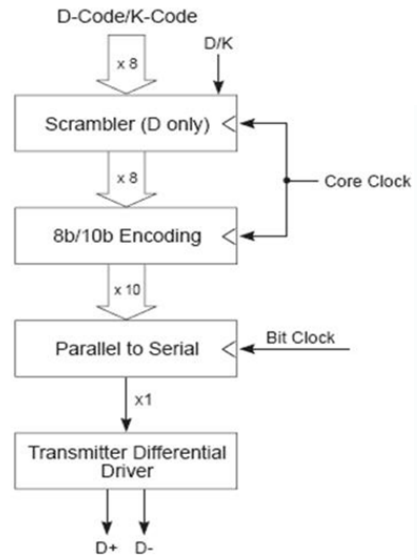 D-Code/K-Code
D/K
x 8
Scrambler (D only)
x 8
Core Clock
8b/10b Encoding
x 10
Bit Clock
Parallel to Serial
x1
Transmitter Differential
Driver
D+ D-